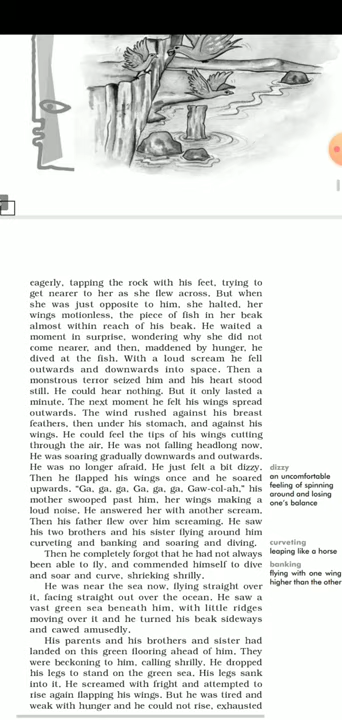 eagerly, tapping the rock with his feet, trying to
get nearer to her as she flew across. But when
she was just opposite to him, she halted, her
wings motionless, the piece of fish in her beak
almost within reach of his beak. He waited a
moment in surprise, wondering why she did not
come nearer, and then, maddened by hunger, he
dived at the fish. With a loud scream he fell
outwards and downwards into space. Then a
monstrous terror seized him and his heart stood
still. He could hear nothing. But it only lasted a
minute. The next moment he felt his wings spread
outwards. The wind rushed against his breast
feathers, then under his stomach, and against his
wings. He could feel the tips of his wings cutting
through the air. He was not falling headlong now.
He was soaring gradually downwards and outwards.
He was no longer afraid. He just felt a bit dizzy.
Then he flapped his wings once and he soared
upwards. “Ga, ga, ga, Ga, ga, ga, Gaw-col-ah,” his
mother swooped past him, her wings making a
loud noise. He answered her with another scream.
Then his father flew over him screaming. He saw
his two brothers and his sister flying around him
curveting and banking and soaring and diving.
Then he completely forgot that he had not always
been able to fly, and commended himself to dive
and soar and curve, shrieking shrilly.
He was near the sea now, flying straight over
it, facing straight out over the ocean. He saw a
vast green sea beneath him, with little ridges
moving over it and he turned his beak sideways
and cawed amusedly.
His parents and his brothers and sister had
landed on this green flooring ahead of him. They
were beckoning to him, calling shrilly. He dropped
his legs to stand on the green sea. His legs sank
into it. He screamed with fright and attempted to
rise again flapping his wings. But he was tired and
weak with hunger and he could not rise, exhausted
dizzy
an uncomfortable
feeling of spinning
around and losing
one's balance
curveting
leaping like a horse
banking
flying with one wing
higher than the other